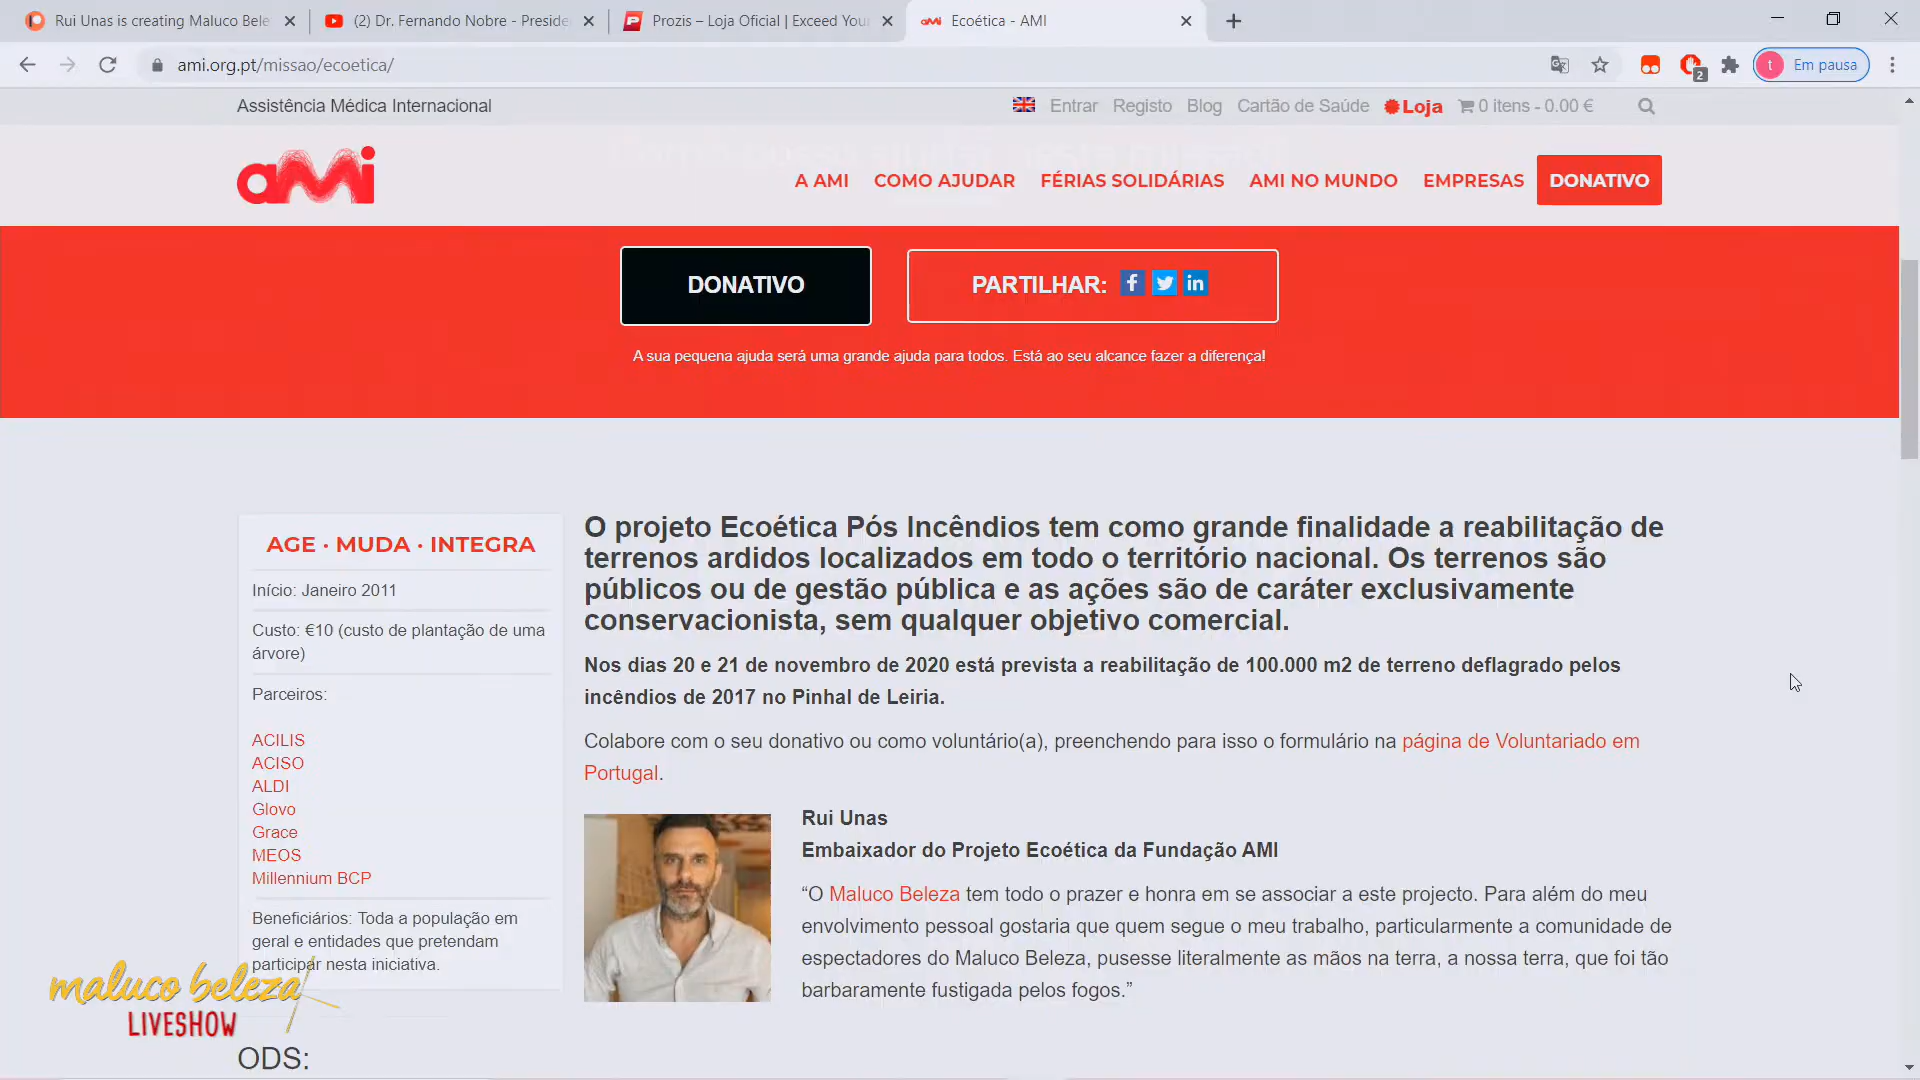 Rui Unas is creating Maluco Bele
(2) Dr. Fernando Nobre - Preside
Prozis – Loja Oficial | Exceed Your
Ecoética - AMI
ami.org.pt/missao/ecoetica/
2
t
Em pausa
Assistência Médica Internacional
Entrar Registo Blog Cartão de Saúde Loja 0 itens - 0.00 €
aMi
A AMI COMO AJUDAR FÉRIAS SOLIDÁRIAS AMI NO MUNDO EMPRESAS DONATIVO
DONATIVO
PARTILHAR:
A sua pequena ajuda será uma grande ajuda para todos. Está ao seu alcance fazer a diferença!
AGE · MUDA · INTEGRA
Início: Janeiro 2011
Custo: €10 (custo de plantação de uma
árvore)
Parceiros:
ACILIS
ACISO
ALDI
Glovo
Grace
MEOS
Millennium BCP
Beneficiários: Toda a população em
geral e entidades que pretendam
participar nesta iniciativa.
O projeto Ecoética Pós Incêndios tem como grande finalidade a reabilitação de
terrenos ardidos localizados em todo o território nacional. Os terrenos são
públicos ou de gestão pública e as ações são de caráter exclusivamente
conservacionista, sem qualquer objetivo comercial.
Nos dias 20 e 21 de novembro de 2020 está prevista a reabilitação de 100.000 m2 de terreno deflagrado pelos
incêndios de 2017 no Pinhal de Leiria.
Colabore com o seu donativo ou como voluntário(a), preenchendo para isso o formulário na página de Voluntariado em
Portugal.
Rui Unas
Embaixador do Projeto Ecoética da Fundação AMI
“O Maluco Beleza tem todo o prazer e honra em se associar a este projecto. Para além do meu
envolvimento pessoal gostaria que quem segue o meu trabalho, particularmente a comunidade de
espectadores do Maluco Beleza, pusesse literalmente as mãos na terra, a nossa terra, que foi tão
barbaramente fustigada pelos fogos.”
maluco beleza
LIVESHOW
ODS: